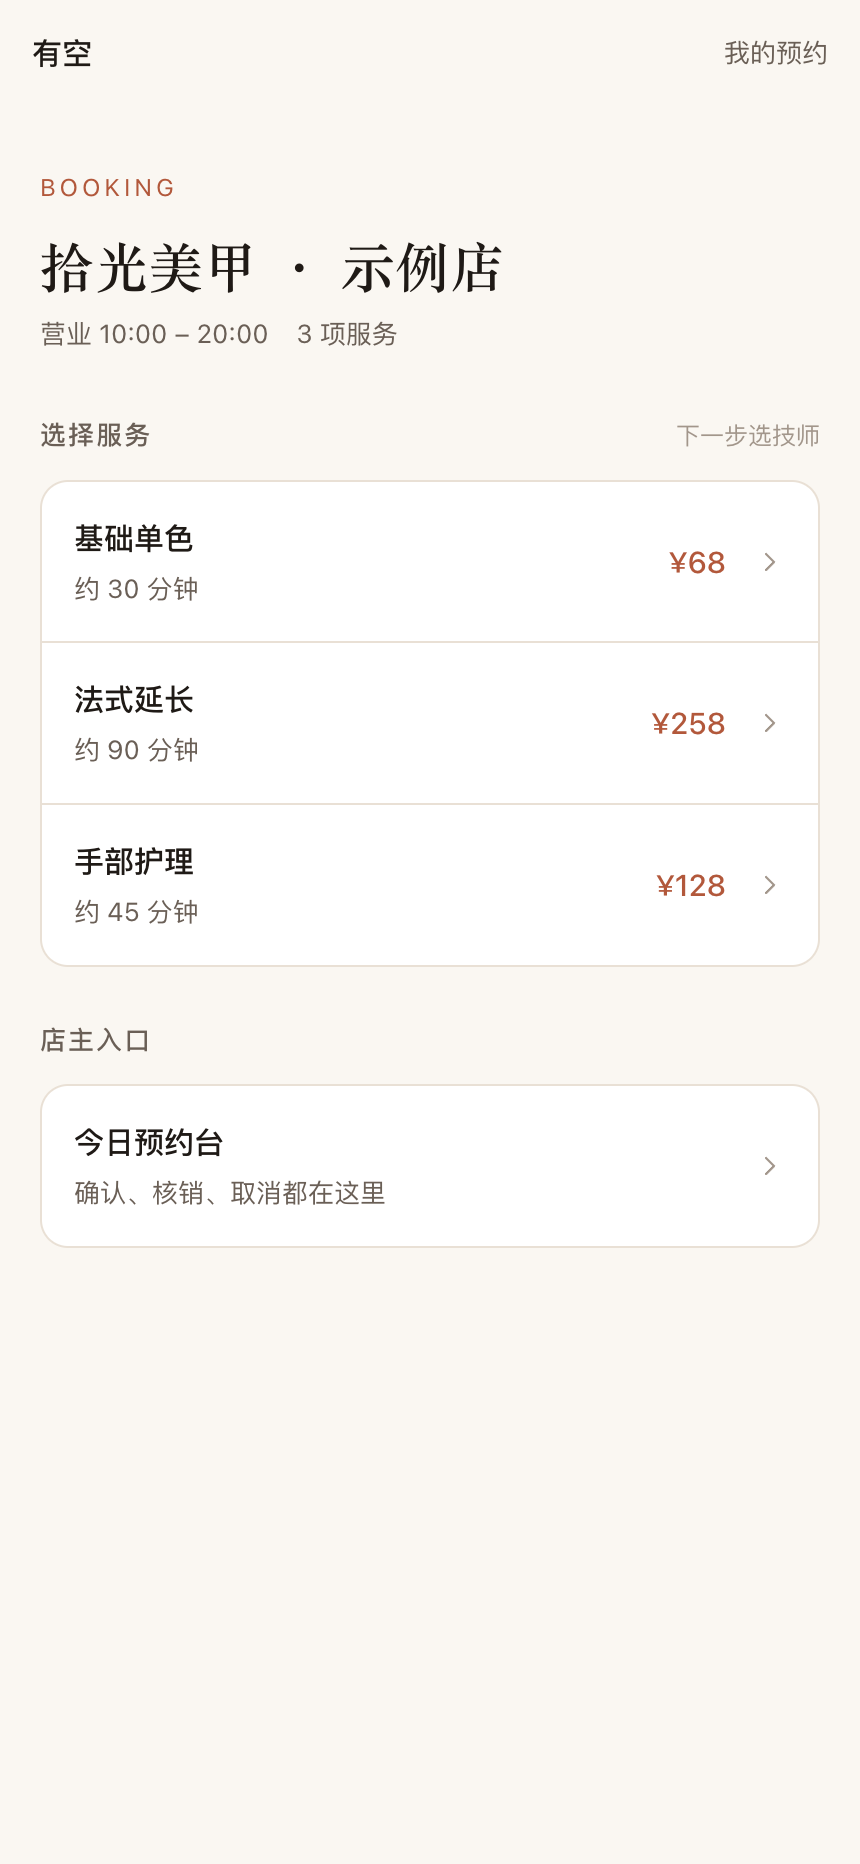 有空
我的预约
BOOKING
拾光美甲 · 示例店
营业 10:00 – 20:00 3 项服务
选择服务
下一步选技师
基础单色
约 30 分钟
¥68
法式延长
约 90 分钟
¥258
手部护理
约 45 分钟
¥128
店主入口
今日预约台
确认、核销、取消都在这里